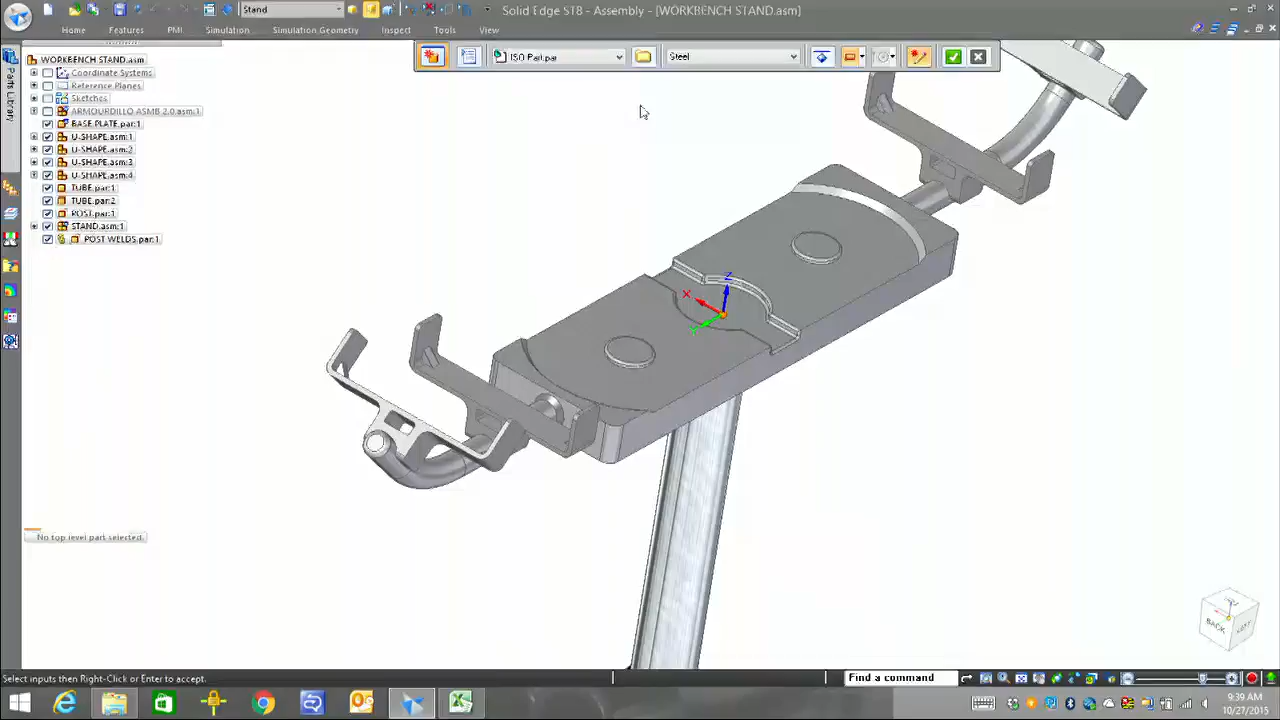 Stand
Solid Edge ST8 - Assembly - [WORKBENCH STAND.asm]
Home Features PMI Simulation Simulation Geometry Inspect Tools View
Parts Library
ISO Part.par
Steel
WORKBENCH STAND.asm
Coordinate Systems
Reference Planes
Sketches
ARMOURDILLO ASMB 2.0.asm:1
BASE PLATE.par:1
U-SHAPE.asm:1
U-SHAPE.asm:2
U-SHAPE.asm:3
U-SHAPE.asm:4
TUBE.par:1
TUBE.par:2
POST.par:1
STAND.asm:1
POST WELDS.par:1
Z
X
Y
No top level part selected.
BACK
Select inputs then Right-Click or Enter to accept.
Find a command
9:39 AM
10/27/2015